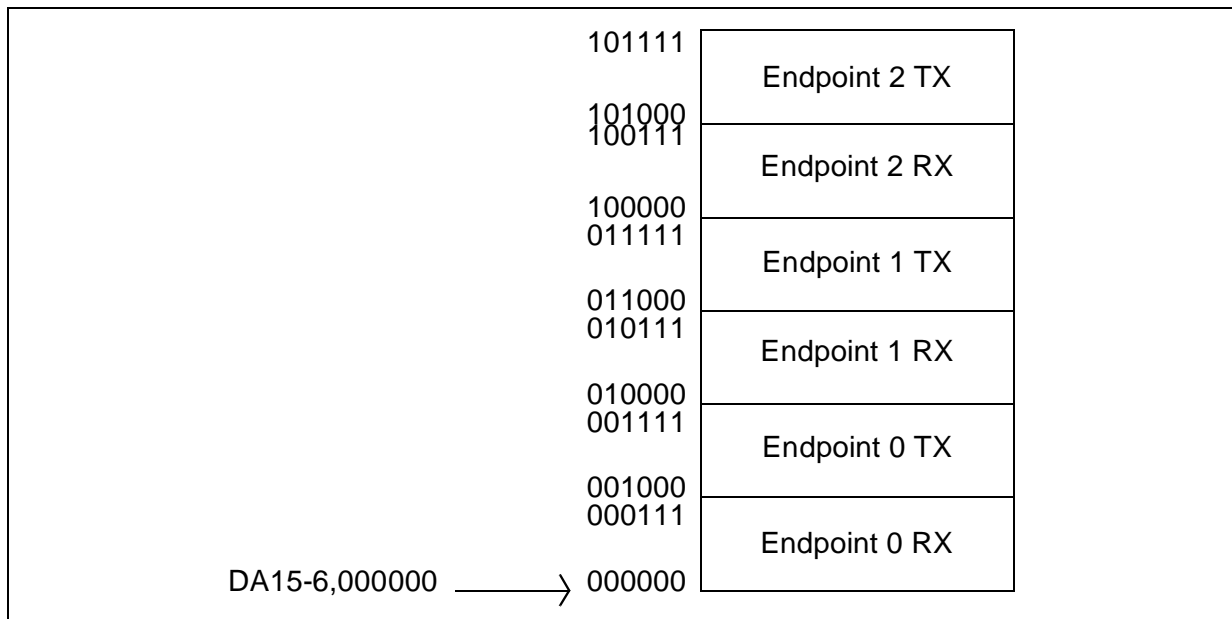 101111
Endpoint 2 TX
101000
100111
Endpoint 2 RX
100000
011111
Endpoint 1 TX
011000
010111
Endpoint 1 RX
010000
001111
Endpoint 0 TX
001000
000111
Endpoint 0 RX
DA15-6,000000 000000